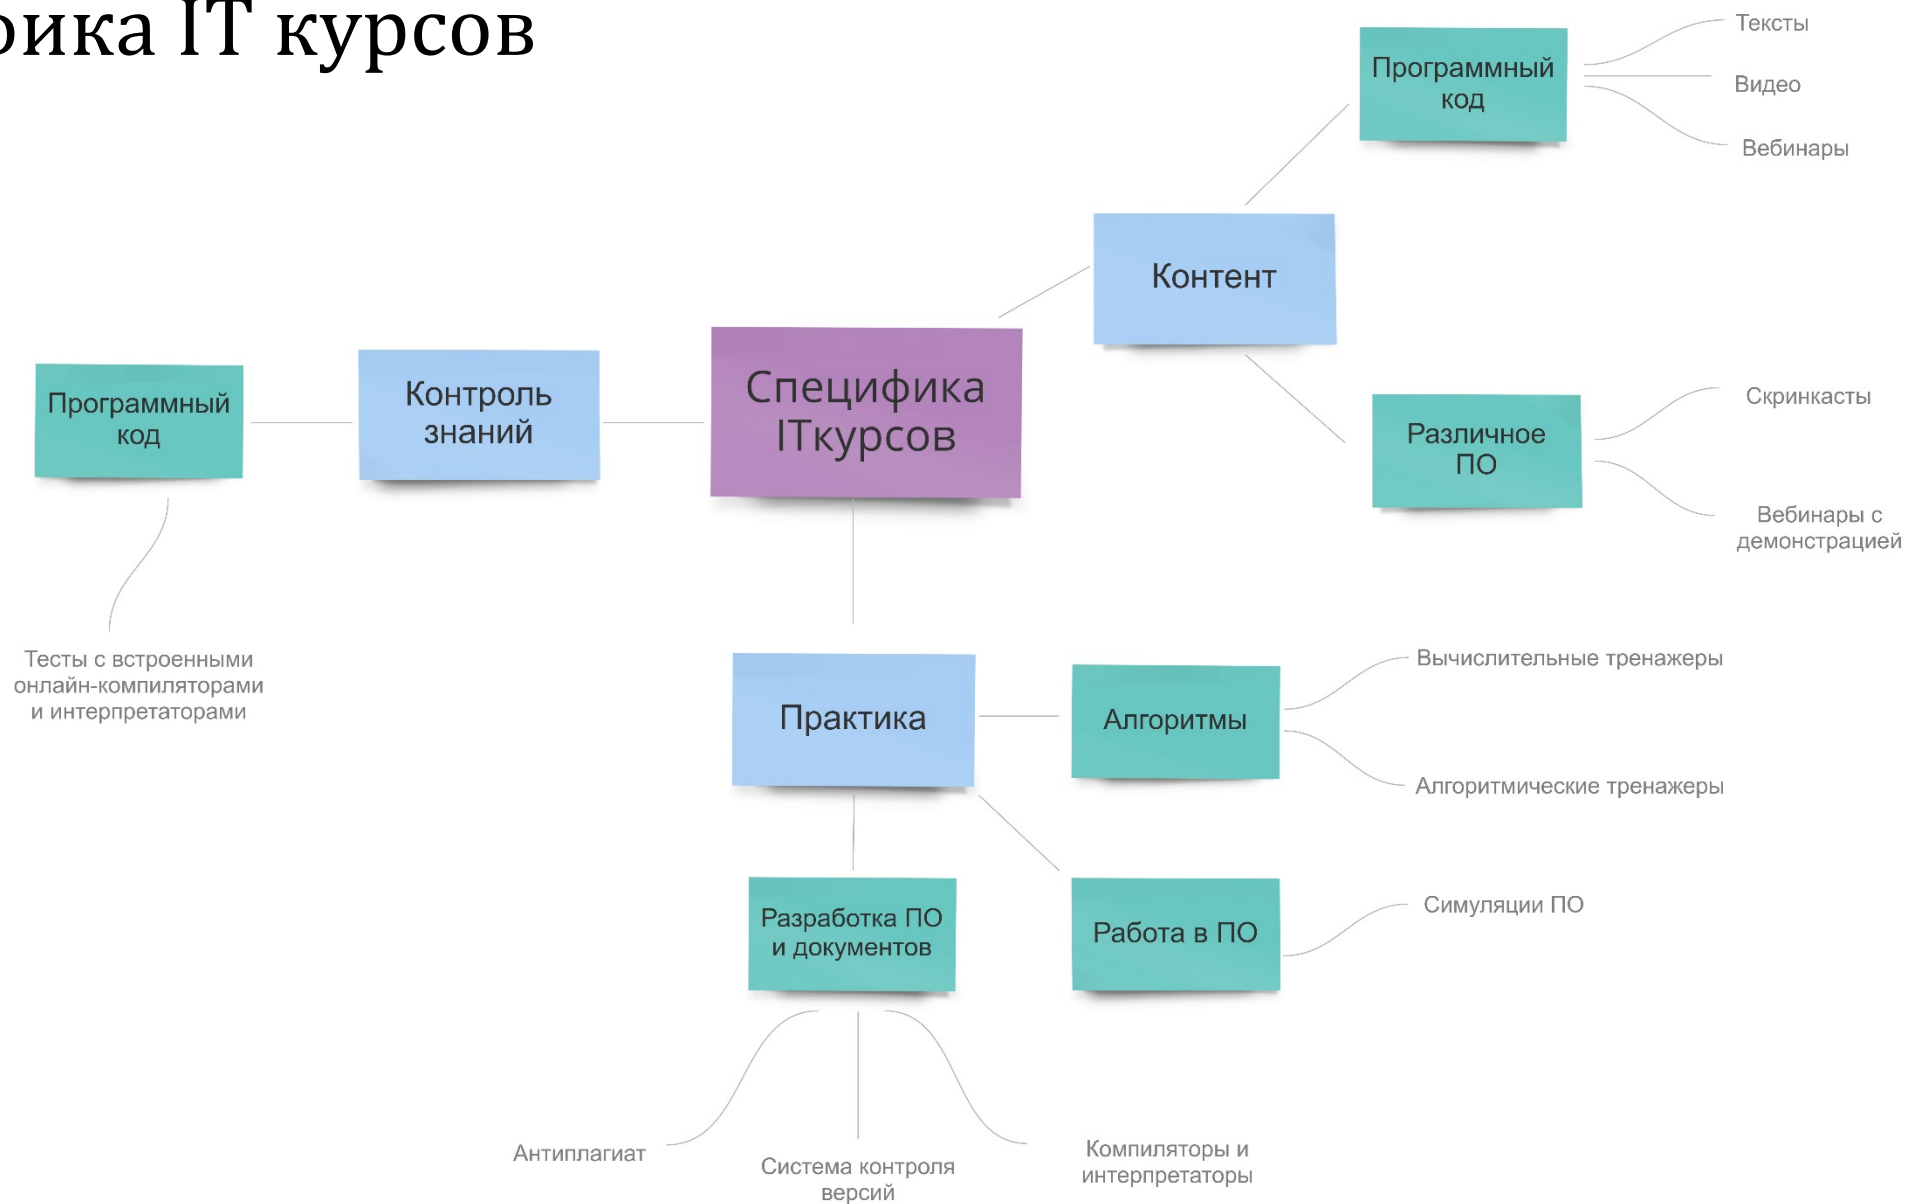 IT курсов
Тексты
Программный
код
Видео
Вебинары
Контент
Специфика
ITкурсов
Контроль
знаний
Программный
код
Различное
ПО
Скринкасты
Вебинары с
демонстрацией
Тесты с встроенными
онлайн-компиляторами
и интерпретаторами
Практика
Алгоритмы
Вычислительные тренажеры
Алгоритмические тренажеры
Разработка ПО
и документов
Работа в ПО
Симуляции ПО
Антиплагиат
Система контроля
версий
Компиляторы и
интерпретаторы